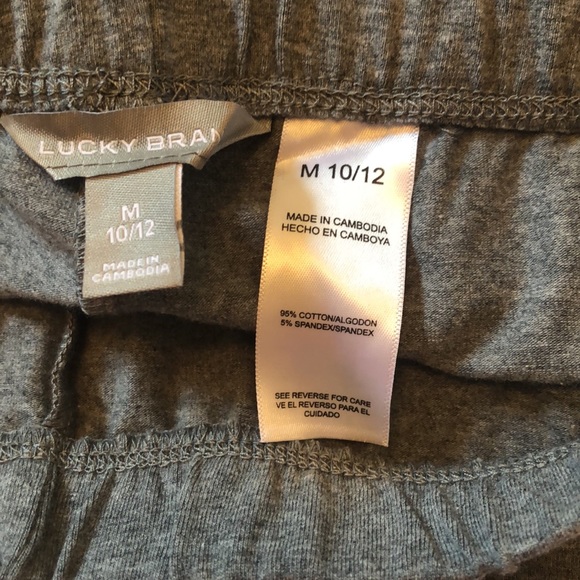 LUCKY BRAN
M
10/12
MADE IN
CAMBODIA
M 10/12
MADE IN CAMBODIA
HECHO EN CAMBOYA
95% COTTON/ALGODON
5% SPANDEX/SPANDEX
SEE REVERSE FOR CARE
VE EL REVERSO PARA EL
CUIDADO